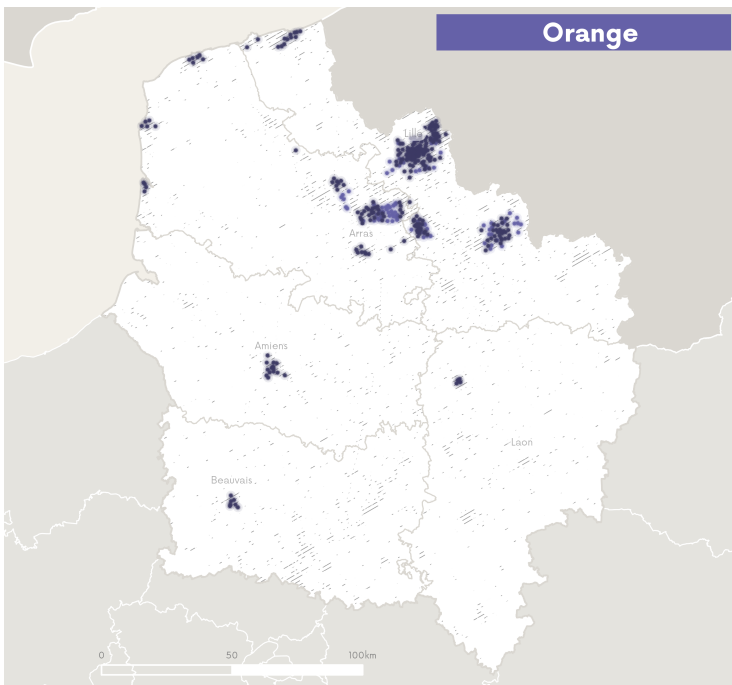 Orange
Lille
Arras
Amiens
Laon
Beauvais
0 50 100km